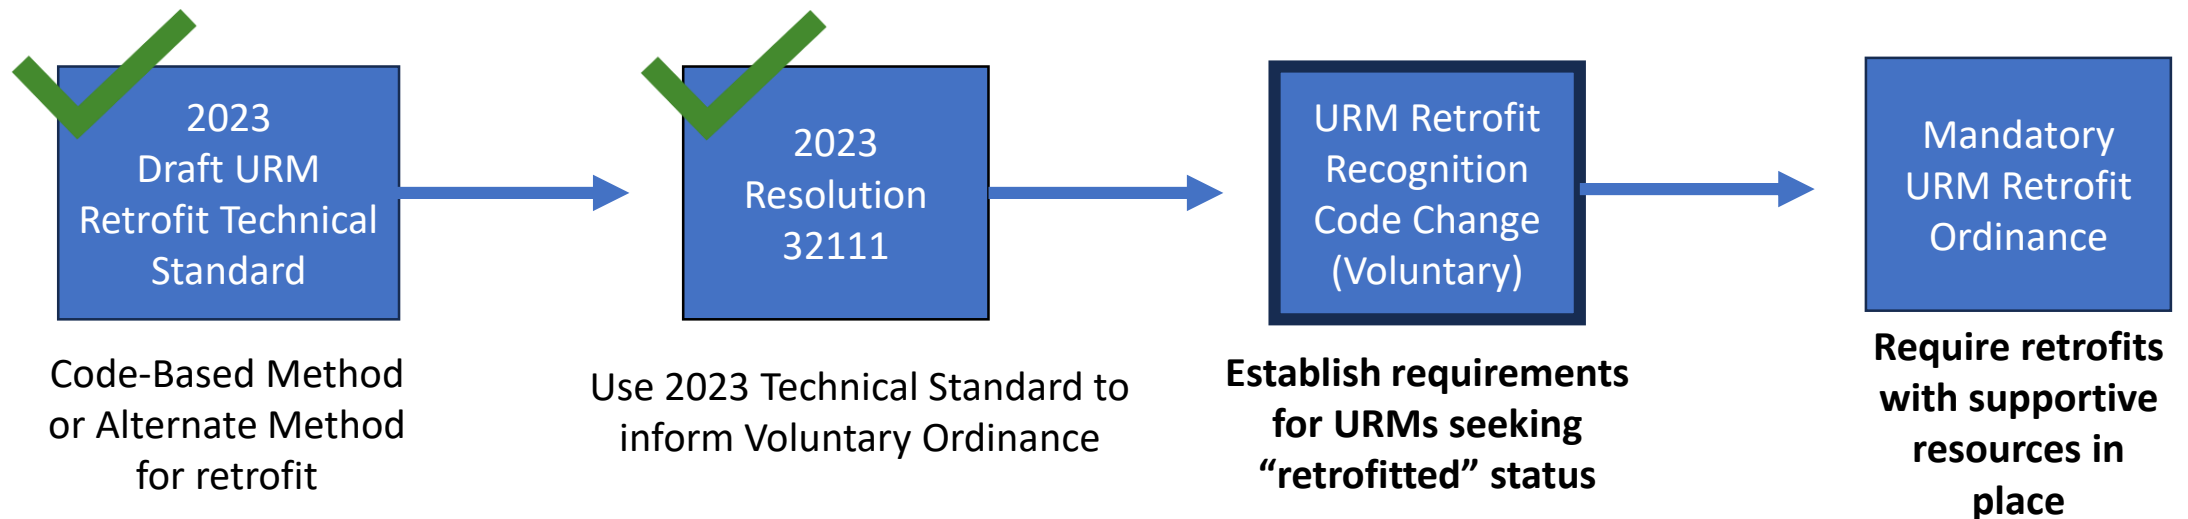 2023
Draft URM
Retrofit Technical
Standard
Code-Based Method
or Alternate Method
for retrofit
2023
Resolution
32111
Use 2023 Technical Standard to
inform Voluntary Ordinance
URM Retrofit
Recognition
Code Change
(Voluntary)
Establish requirements
for URMs seeking
“retrofitted” status
Mandatory
URM Retrofit
Ordinance
Require retrofits
with supportive
resources in
place